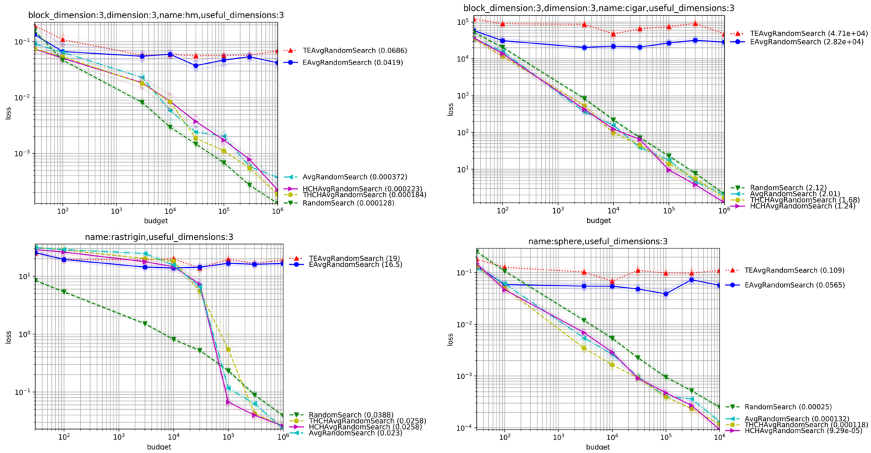 block_dimension:3,dimension:3,name:hm,useful_dimensions:3
10⁻¹
10⁻²
10⁻³
loss
10²
10³
10⁴
10⁵
10⁶
budget
TEAvgRandomSearch (0.0686)
EAvgRandomSearch (0.0419)
AvgRandomSearch (0.000372)
HCHAvgRandomSearch (0.000223)
THCHAvgRandomSearch (0.000184)
RandomSearch (0.000128)
block_dimension:3,dimension:3,name:cigar,useful_dimensions:3
10⁵
10⁴
10³
10²
10¹
loss
10²
10³
10⁴
10⁵
10⁶
budget
TEAvgRandomSearch (4.71e+04)
EAvgRandomSearch (2.82e+04)
RandomSearch (2.12)
AvgRandomSearch (2.01)
THCHAvgRandomSearch (1.68)
HCHAvgRandomSearch (1.24)
name:rastrigin,useful_dimensions:3
10¹
10⁰
10⁻¹
loss
10²
10³
10⁴
10⁵
10⁶
budget
TEAvgRandomSearch (19)
EAvgRandomSearch (16.5)
RandomSearch (0.0388)
THCHAvgRandomSearch (0.0258)
HCHAvgRandomSearch (0.0258)
AvgRandomSearch (0.023)
name:sphere,useful_dimensions:3
10⁻¹
10⁻²
10⁻³
10⁻⁴
loss
10²
10³
10⁴
10⁵
10⁶
budget
TEAvgRandomSearch (0.109)
EAvgRandomSearch (0.0565)
RandomSearch (0.00025)
AvgRandomSearch (0.000132)
THCHAvgRandomSearch (0.000118)
HCHAvgRandomSearch (9.29e-05)